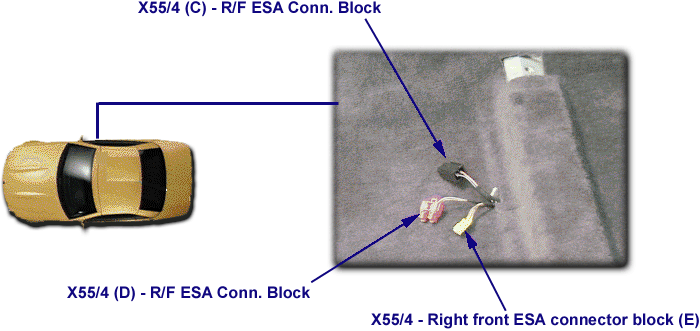 X55/4 (C) - R/F ESA Conn. Block
X55/4 (D) - R/F ESA Conn. Block
X55/4 - Right front ESA connector block (E)